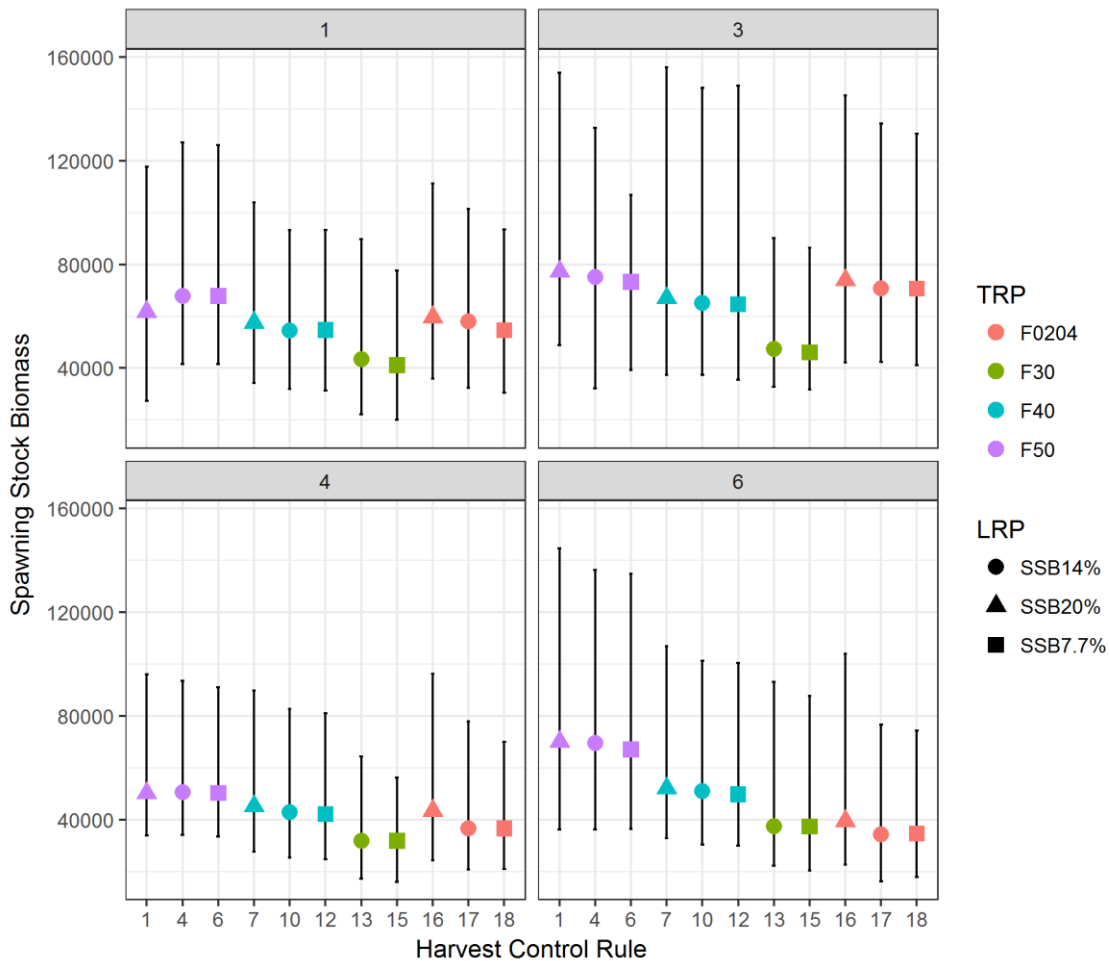 1
3
160000
120000
80000
40000
4
6
160000
120000
80000
40000
1 4 6 7 10 12 13 15 16 17 18
1 4 6 7 10 12 13 15 16 17 18
Harvest Control Rule
Spawning Stock Biomass
TRP
F0204
F30
F40
F50
LRP
SSB14%
SSB20%
SSB7.7%